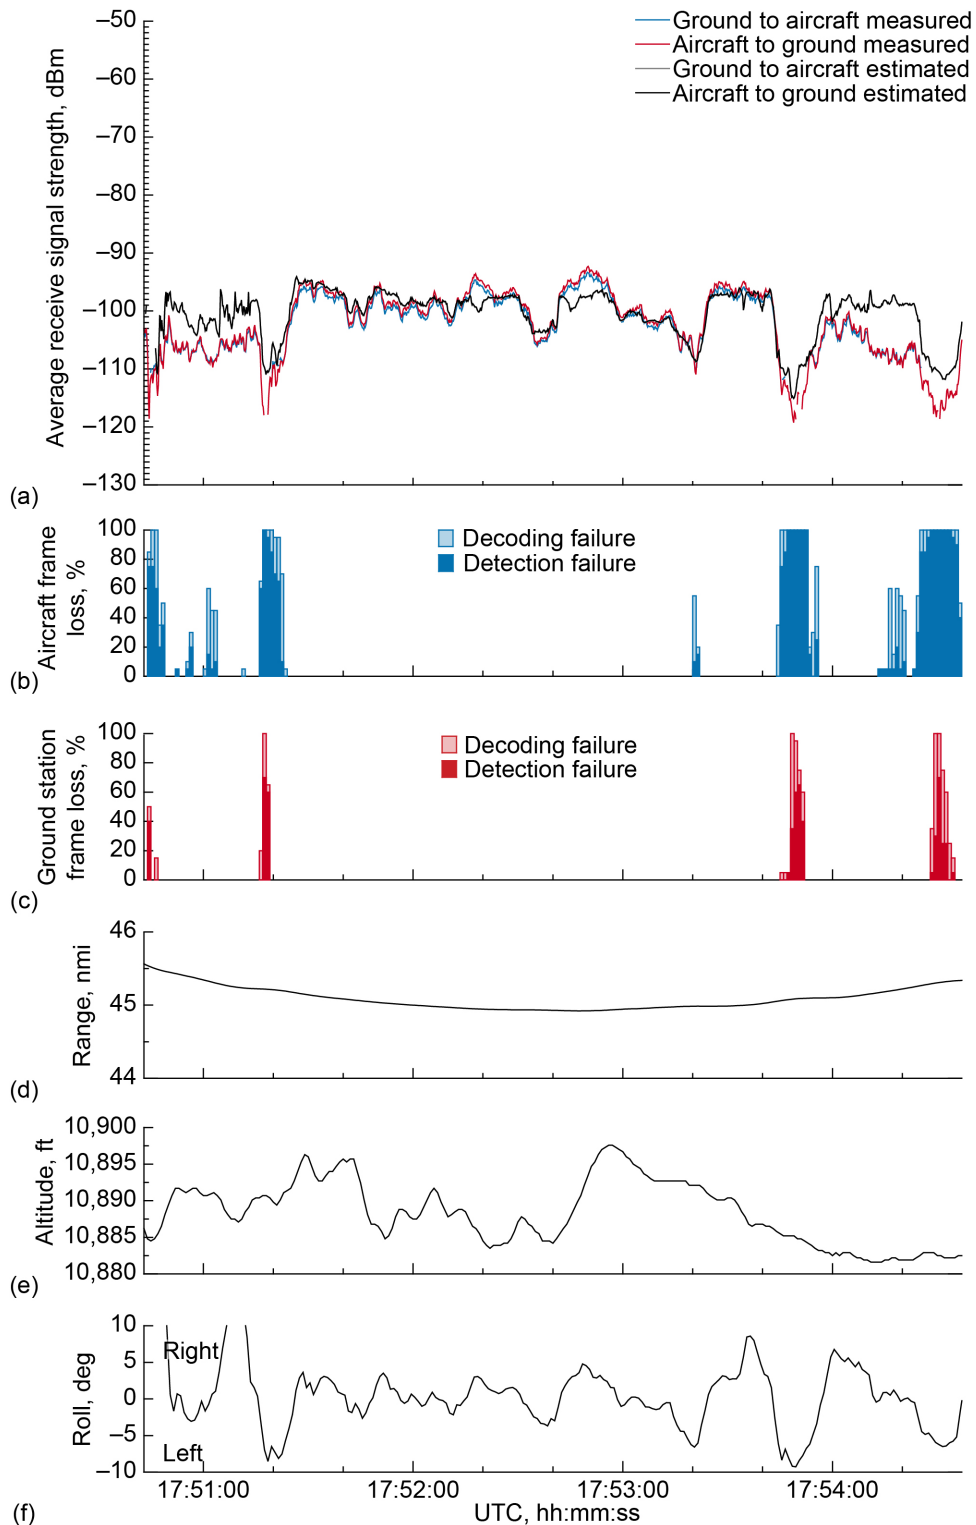 Ground to aircraft measured
Aircraft to ground measured
Ground to aircraft estimated
Aircraft to ground estimated
Average receive signal strength, dBm
–50
–60
–70
–80
–90
–100
–110
–120
–130
(a)
Aircraft frame
loss, %
100
80
60
40
20
0
Decoding failure
Detection failure
(b)
Ground station
frame loss, %
100
80
60
40
20
0
Decoding failure
Detection failure
(c)
Range, nmi
46
45
44
(d)
Altitude, ft
10,900
10,895
10,890
10,885
10,880
(e)
Roll, deg
10
5
0
–5
–10
Right
Left
17:51:00
17:52:00
17:53:00
17:54:00
UTC, hh:mm:ss
(f)